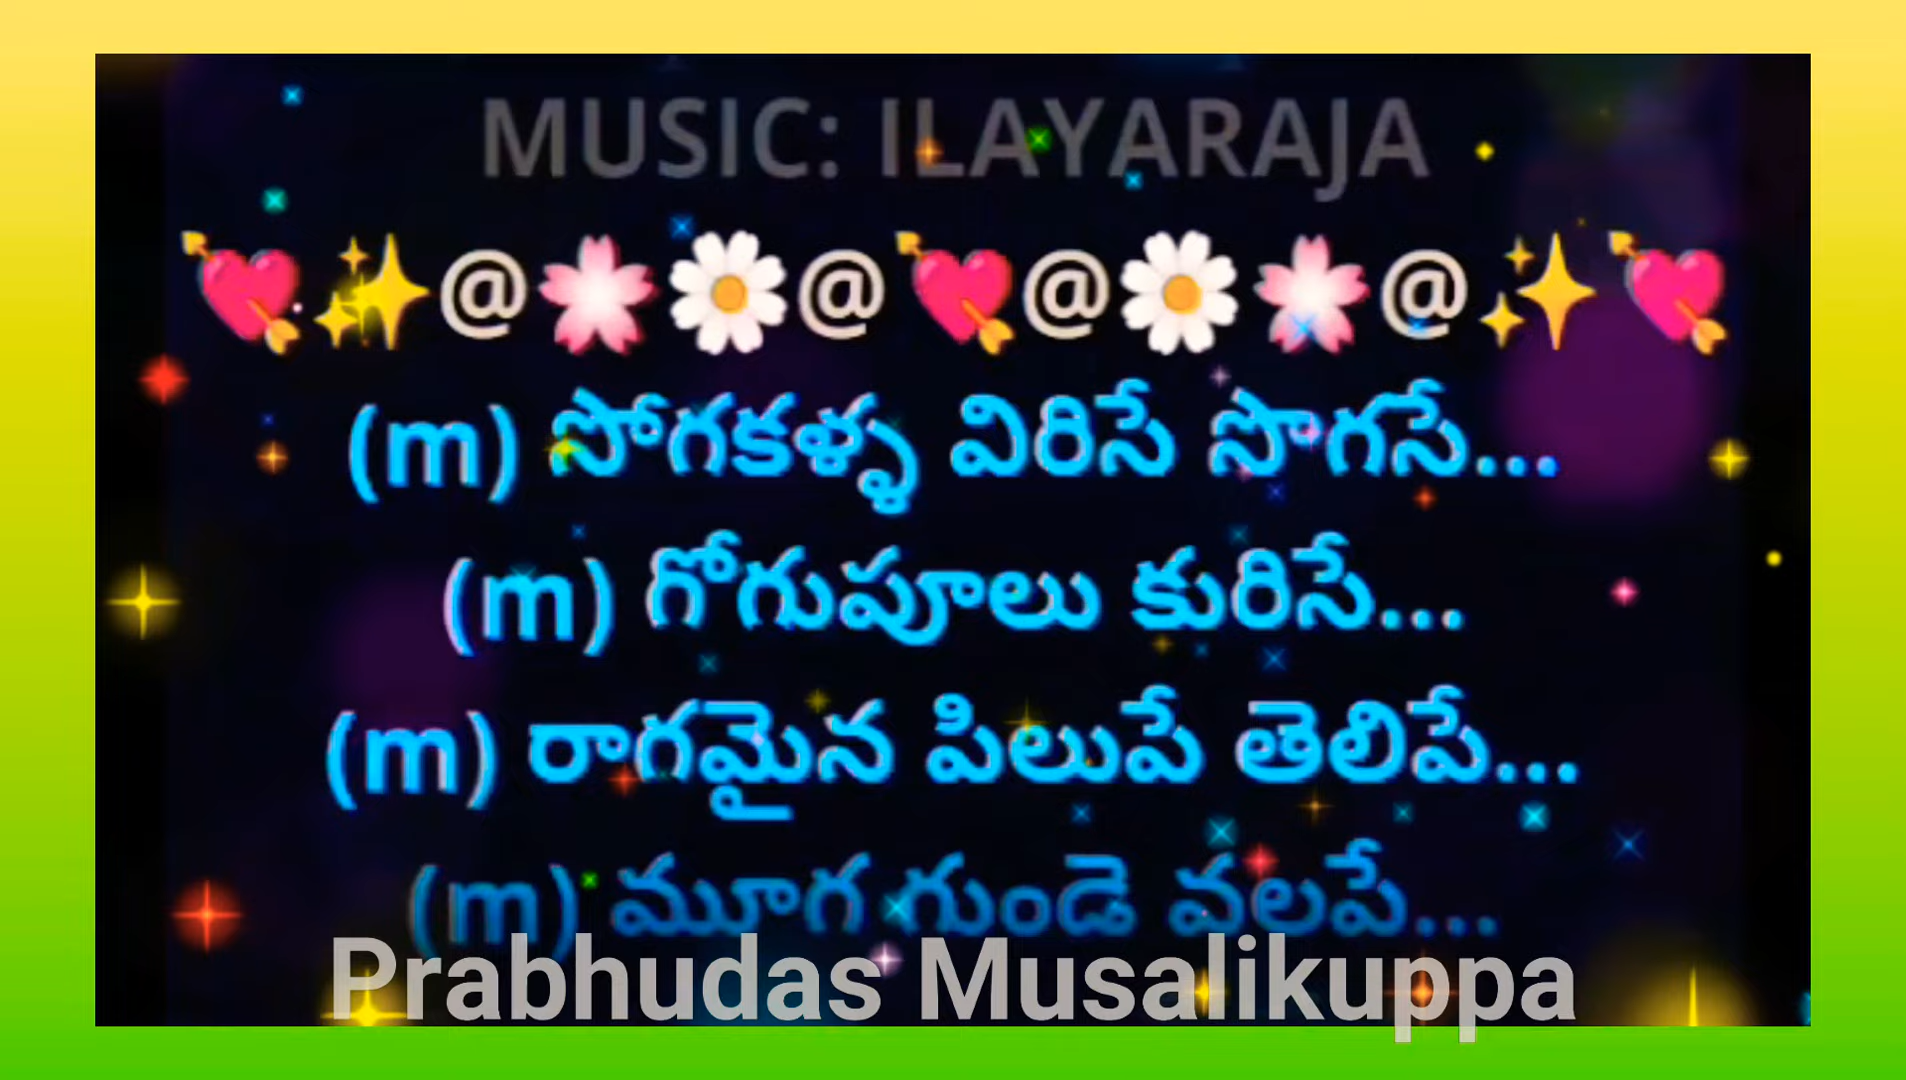 MUSIC: ILAYARAJA
💘✨@🌸🌼@💘@🌼🌸@✨💘
(m) సోగకళ్ళ విరిసే సొగసే...
(m) గోగుపూలు కురిసే...
(m) రాగమైన పిలుపే తెలిపే...
(m) మూగ గుండె వలపే...
Prabhudas Musalikuppa